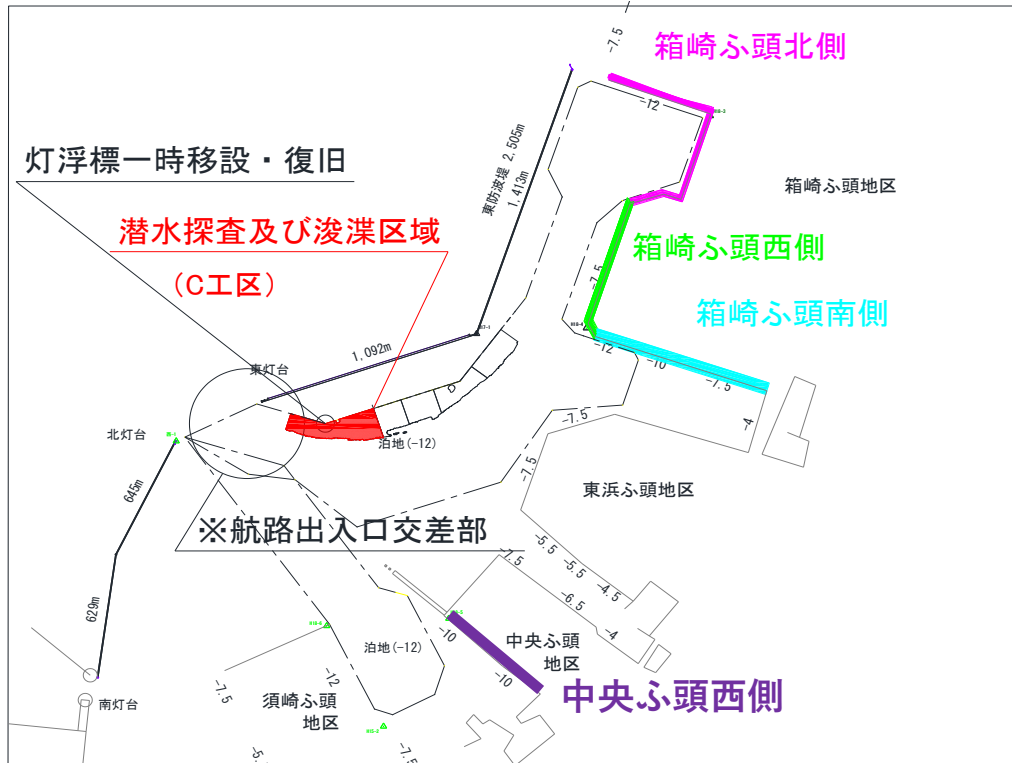 -7.5
箱崎ふ頭北側
-12
灯浮標一時移設・復旧
東防波堤 2.505m
1,413m
箱崎ふ頭地区
潜水探査及び浚渫区域
(C工区)
箱崎ふ頭西側
-7.5
箱崎ふ頭南側
1,092m
-12
-10
-7.5
東灯台
-4
北灯台
泊地(-12)
-7.5
645m
-7.5
東浜ふ頭地区
※航路出入口交差部
-5.5
-7.5
-5.5
-4.5
-6.5
629m
-4
-10
中央ふ頭
地区
泊地(-12)
-10
-12
-7.5
須崎ふ頭
地区
中央ふ頭西側
南灯台
-7.5